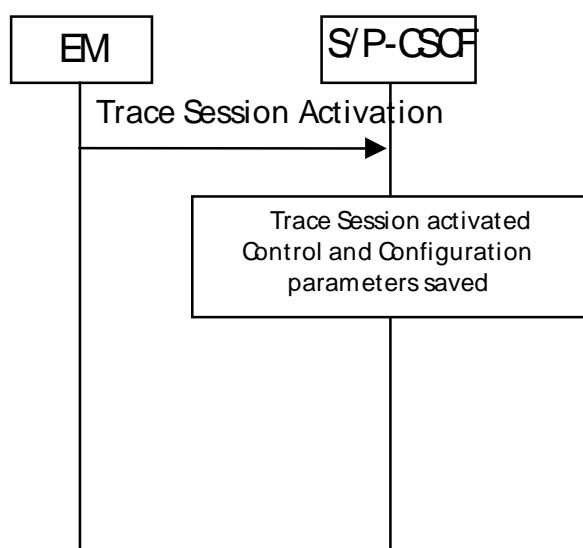 EM
S/P-CSCF
Trace Session Activation
Trace Session activated
Control and Configuration
parameters saved